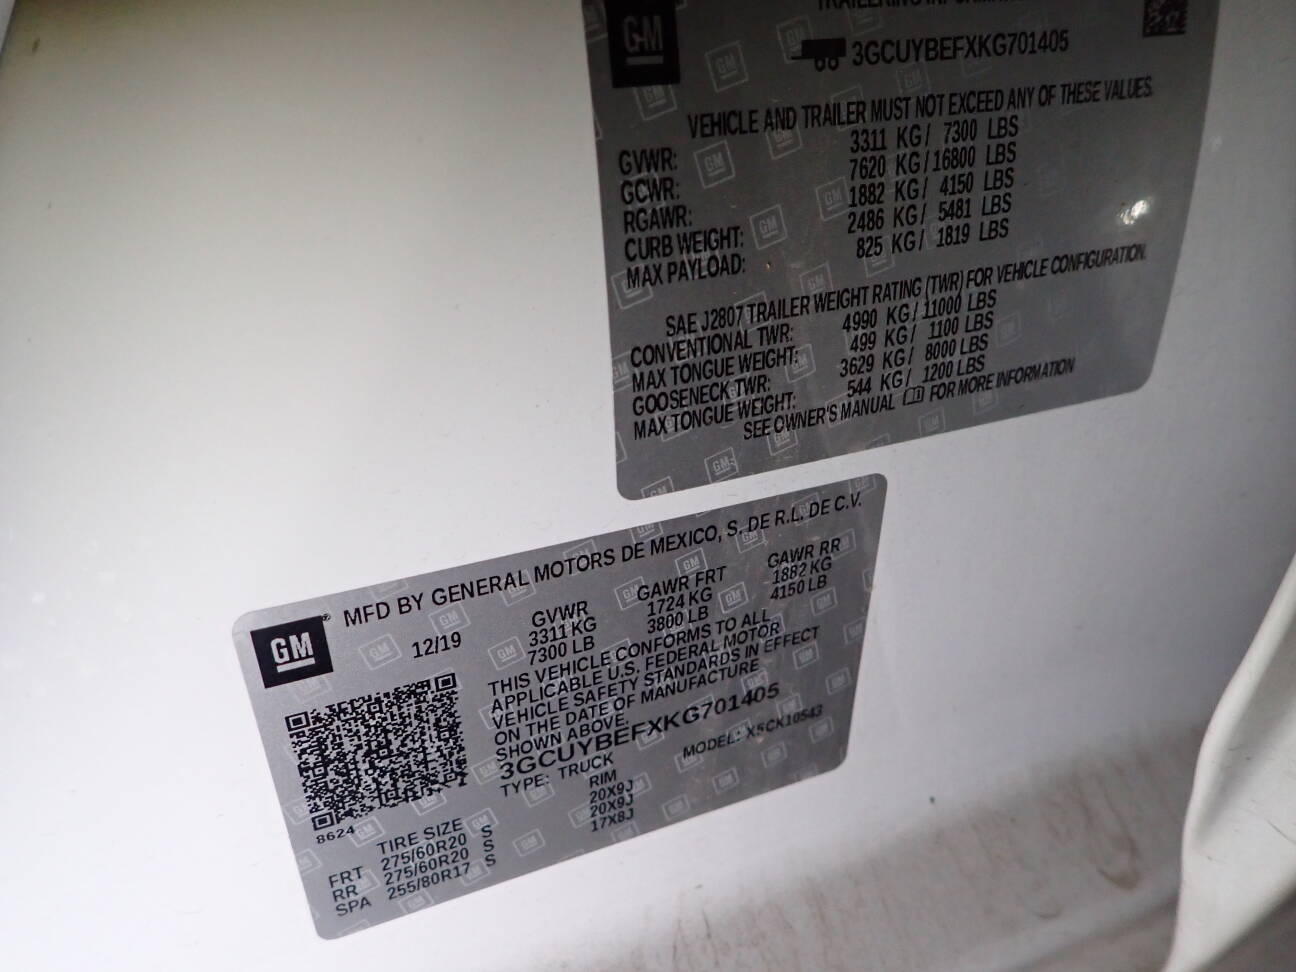 GM
TRAILERING INFORMATION
3GCUYBEFXKG701405
VEHICLE AND TRAILER MUST NOT EXCEED ANY OF THESE VALUES.
GVWR: 3311 KG/ 7300 LBS
GCWR: 7620 KG/16800 LBS
RGAWR: 1882 KG/ 4150 LBS
CURB WEIGHT: 2486 KG/ 5481 LBS
MAX PAYLOAD: 825 KG/ 1819 LBS
SAE J2807 TRAILER WEIGHT RATING (TWR) FOR VEHICLE CONFIGURATION.
CONVENTIONAL TWR: 4990 KG/11000 LBS
MAX TONGUE WEIGHT: 499 KG/ 1100 LBS
GOOSENECK TWR: 3629 KG/ 8000 LBS
MAX TONGUE WEIGHT: 544 KG/ 1200 LBS
SEE OWNER'S MANUAL FOR MORE INFORMATION
GM® MFD BY GENERAL MOTORS DE MEXICO, S. DE R.L. DE C.V.
12/19 GVWR GAWR FRT GAWR RR
3311 KG 1724 KG 1882 KG
7300 LB 3800 LB 4150 LB
THIS VEHICLE CONFORMS TO ALL
APPLICABLE U.S. FEDERAL MOTOR
VEHICLE SAFETY STANDARDS IN EFFECT
ON THE DATE OF MANUFACTURE
SHOWN ABOVE.
3GCUYBEFXKG701405
TYPE: TRUCK MODEL: XSCK10543
8624
TIRE SIZE RIM
FRT 275/60R20 S 20X9J
RR 275/60R20 S 20X9J
SPA 255/80R17 S 17X8J